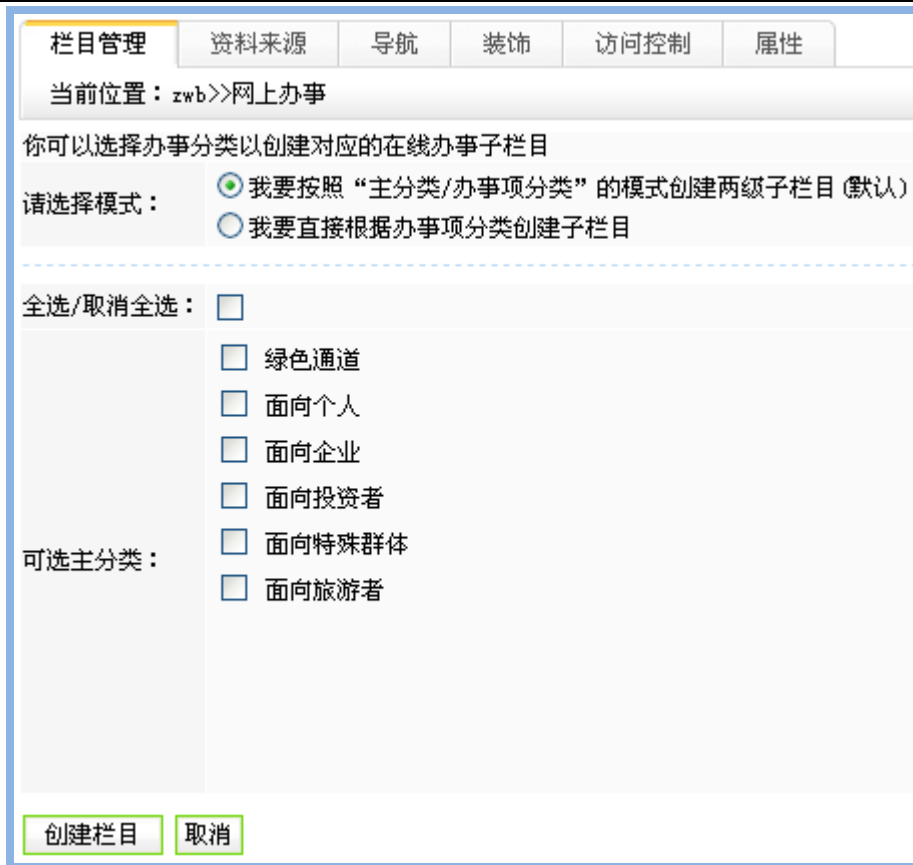 栏目管理 资料来源 导航 装饰 访问控制 属性
当前位置：zwb>>网上办事
你可以选择办事分类以创建对应的在线办事子栏目
请选择模式：
我要按照“主分类/办事项分类”的模式创建两级子栏目(默认)
我要直接根据办事项分类创建子栏目
全选/取消全选：
可选主分类：
绿色通道
面向个人
面向企业
面向投资者
面向特殊群体
面向旅游者
创建栏目 取消